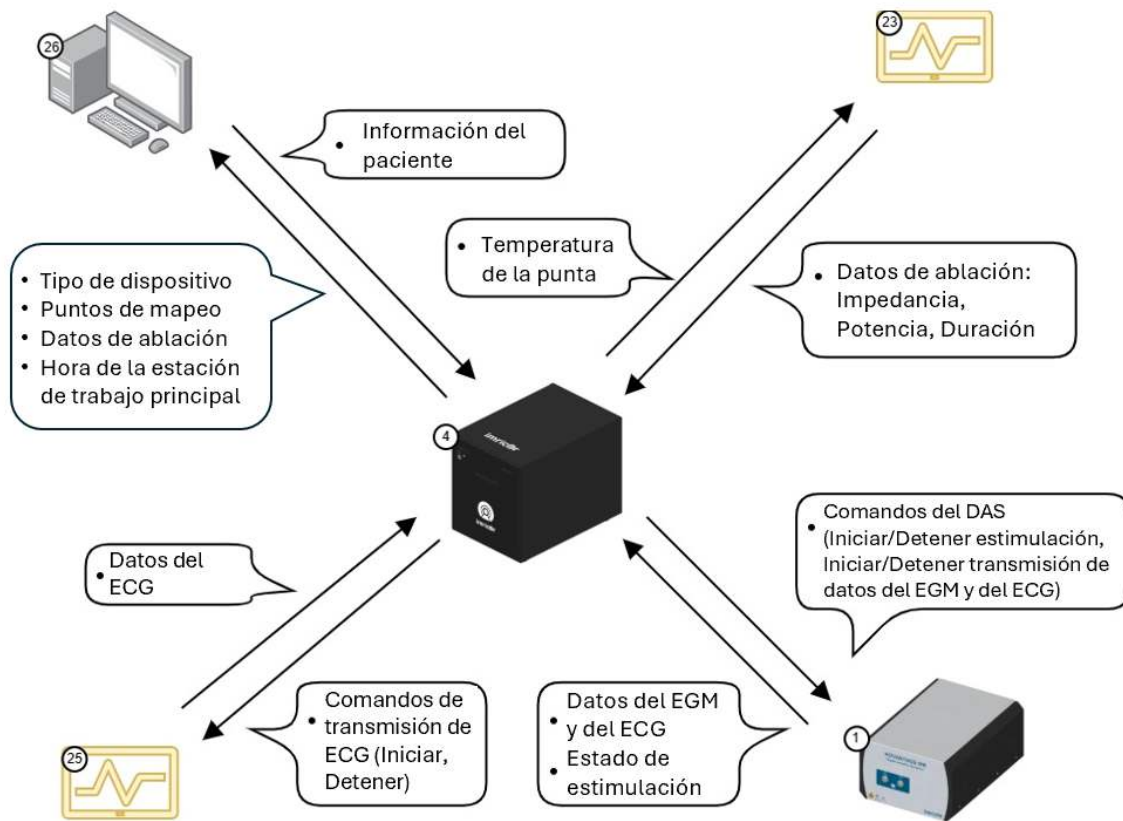 26
23
• Información del
paciente
• Temperatura
de la punta
• Tipo de dispositivo
• Puntos de mapeo
• Datos de ablación
• Hora de la estación
de trabajo principal
• Datos de ablación:
Impedancia,
Potencia, Duración
4
imricor
imricor
• Datos del
ECG
Comandos del DAS
• (Iniciar/Detener estimulación,
Iniciar/Detener transmisión de
datos del EGM y del ECG)
Comandos de
• transmisión de
ECG (Iniciar,
Detener)
• Datos del EGM
y del ECG
• Estado de
estimulación
25
1